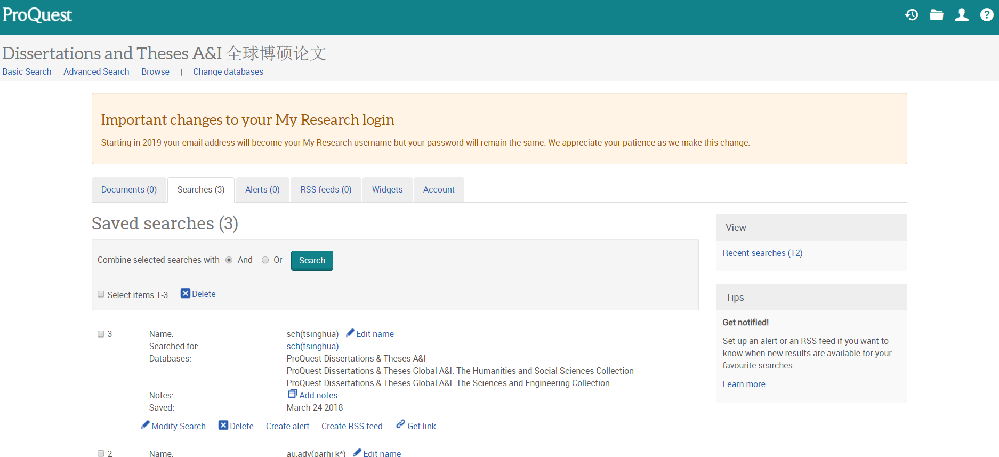 ProQuest
Dissertations and Theses A&I 全球博硕论文
Basic Search Advanced Search Browse | Change databases
Important changes to your My Research login
Starting in 2019 your email address will become your My Research username but your password will remain the same. We appreciate your patience as we make this change.
Documents (0) Searches (3) Alerts (0) RSS feeds (0) Widgets Account
Saved searches (3)
Combine selected searches with And Or Search
Select items 1-3 Delete
3 Name: sch(tsinghua) Edit name
Searched for: sch(tsinghua)
Databases: ProQuest Dissertations & Theses A&I
ProQuest Dissertations & Theses Global A&I: The Humanities and Social Sciences Collection
ProQuest Dissertations & Theses Global A&I: The Sciences and Engineering Collection
Notes: Add notes
Saved: March 24 2018
Modify Search Delete Create alert Create RSS feed Get link
2 Name: au.adv(parhi k*) Edit name
View
Recent searches (12)
Tips
Get notified!
Set up an alert or an RSS feed if you want to
know when new results are available for your
favourite searches.
Learn more